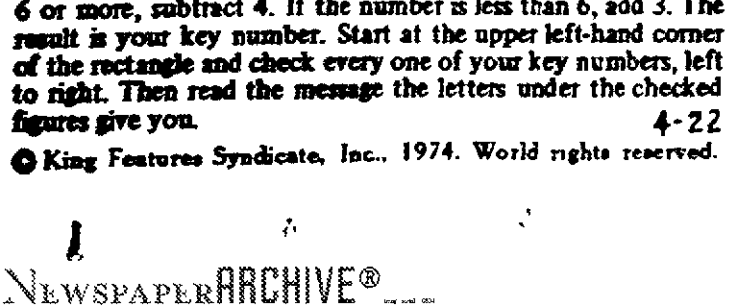 6 or more, subtract 4. If the number is less than 6, add 3. The
result is your key number. Start at the upper left-hand corner
of the rectangle and check every one of your key numbers, left
to right. Then read the message the letters under the checked
figures give you.
4-22
© King Features Syndicate, Inc., 1974. World rights reserved.
NEWSPAPERARCHIVE®